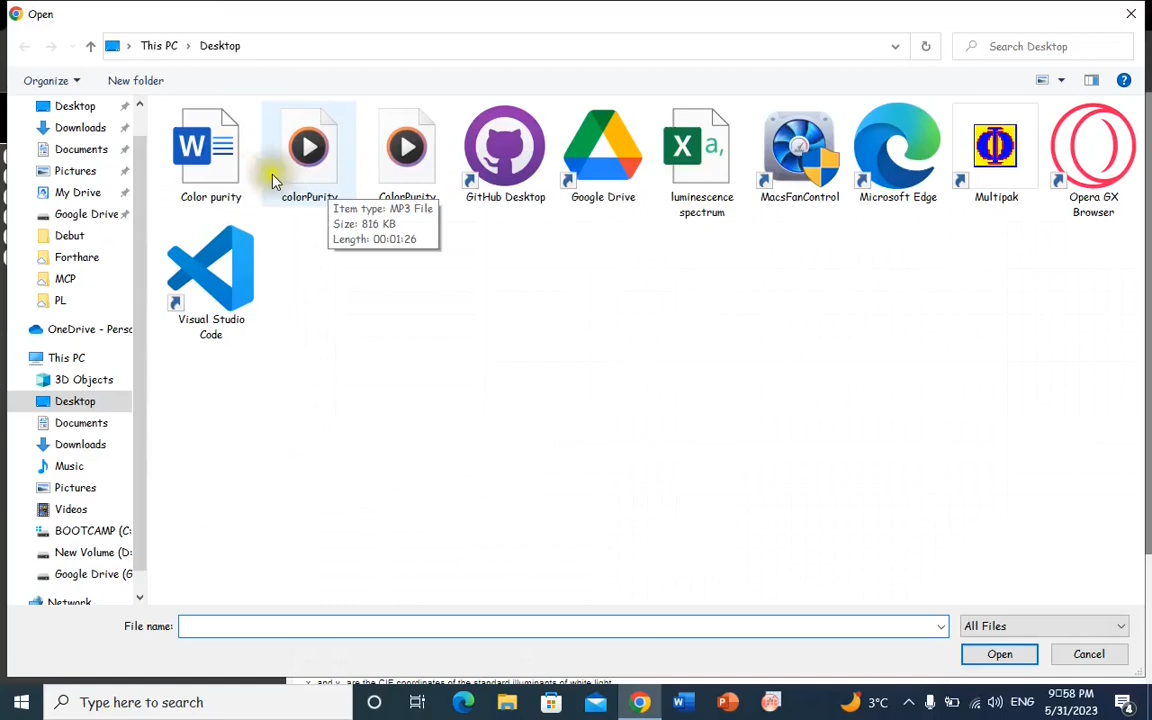 Open
This PC
Desktop
Search Desktop
Organize
New folder
Desktop
Downloads
Documents
Pictures
My Drive
Google Drive
Debut
Forthare
MCP
PL
OneDrive - Perso
This PC
3D Objects
Desktop
Documents
Downloads
Music
Pictures
Videos
BOOTCAMP (C:
New Volume (D:
Google Drive (G
Network
W
Color purity
colorPurity
ColorPurity
GitHub Desktop
Google Drive
X a,
luminescence
spectrum
MacsFanControl
Microsoft Edge
Multipak
Opera GX
Browser
Item type: MP3 File
Size: 816 KB
Length: 00:01:26
Visual Studio
Code
File name:
All Files
Open
Cancel
Type here to search
3°C
ENG
9:58 PM
5/31/2023
4